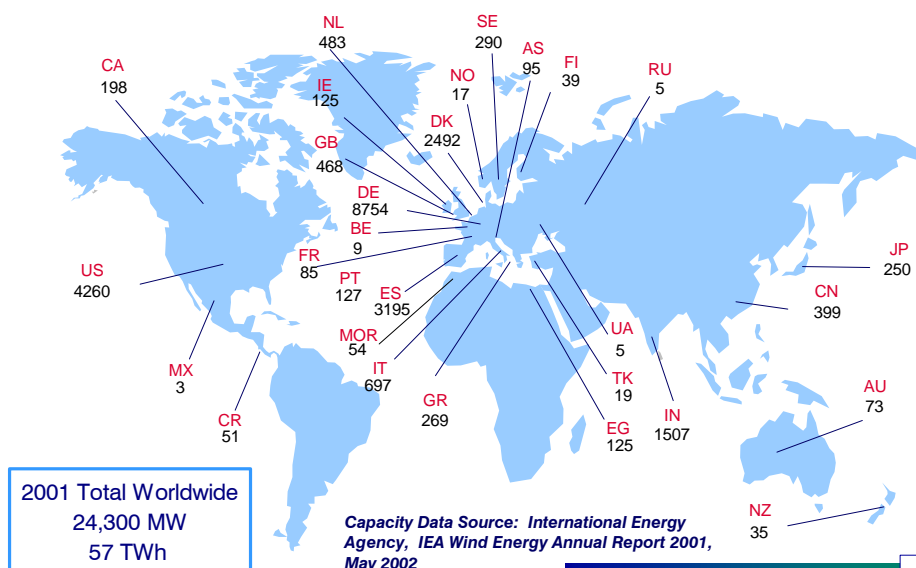 NL
483
SE
290
AS
95
FI
39
RU
5
CA
198
NO
17
IE
125
DK
2492
GB
468
DE
8754
BE
9
FR
85
PT
127
ES
3195
US
4260
JP
250
CN
399
MOR
54
UA
5
MX
3
IT
697
TK
19
GR
269
IN
1507
AU
73
CR
51
EG
125
NZ
35
2001 Total Worldwide
24,300 MW
57 TWh
Capacity Data Source: International Energy
Agency, IEA Wind Energy Annual Report 2001,
May 2002